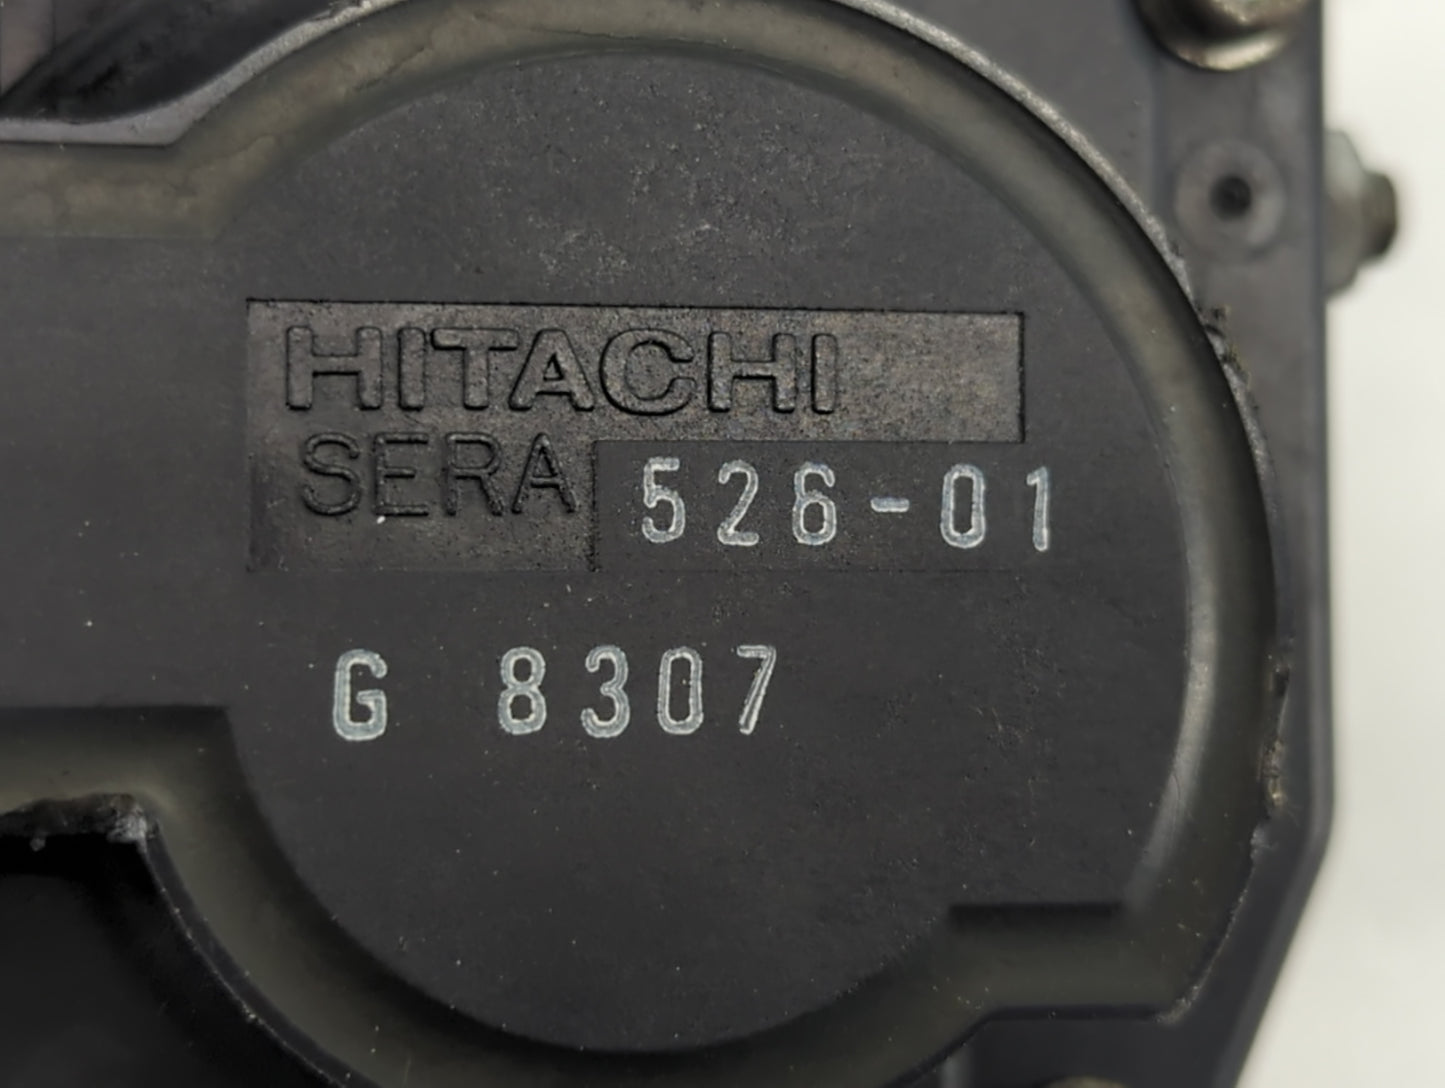 HITACHI
SERA 526-01
G 8307